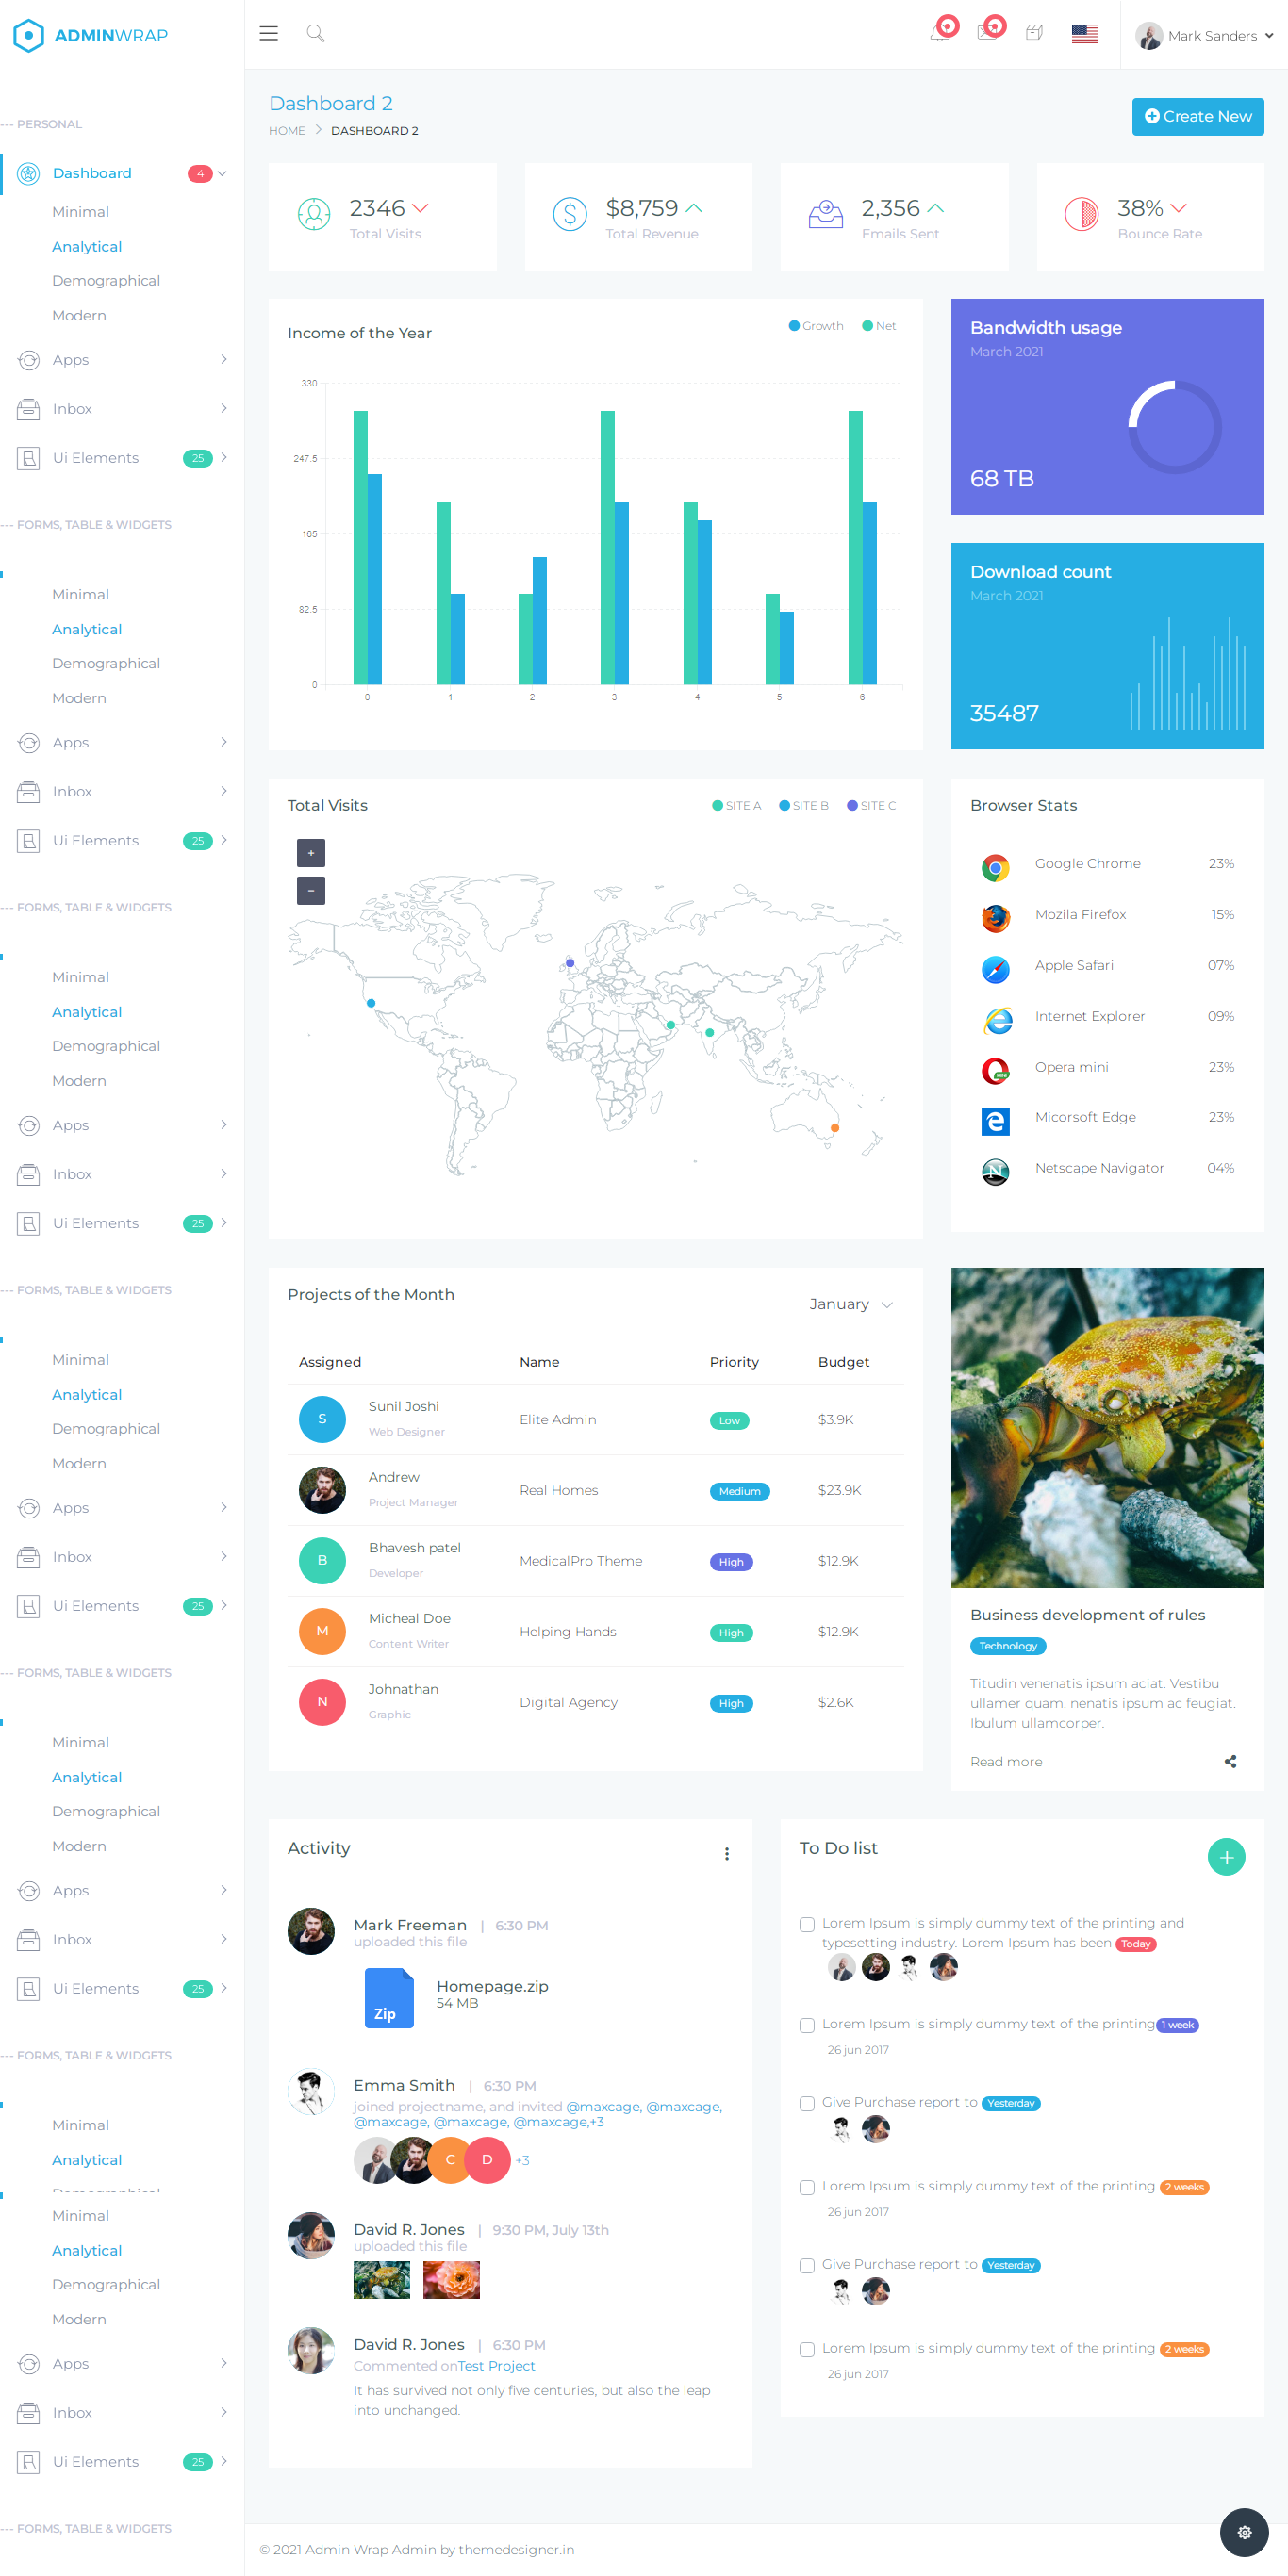 ADMINWRAP
Mark Sanders
--- PERSONAL
Dashboard 4
Minimal
Analytical
Demographical
Modern
Apps
Inbox
Ui Elements 25
--- FORMS, TABLE & WIDGETS
Minimal
Analytical
Demographical
Modern
Apps
Inbox
Ui Elements 25
--- FORMS, TABLE & WIDGETS
Minimal
Analytical
Demographical
Modern
Apps
Inbox
Ui Elements 25
--- FORMS, TABLE & WIDGETS
Minimal
Analytical
Demographical
Modern
Apps
Inbox
Ui Elements 25
--- FORMS, TABLE & WIDGETS
Minimal
Analytical
Demographical
Modern
Apps
Inbox
Ui Elements 25
--- FORMS, TABLE & WIDGETS
Minimal
Analytical
Demographical
Minimal
Analytical
Demographical
Modern
Apps
Inbox
Ui Elements 25
--- FORMS, TABLE & WIDGETS
Dashboard 2
HOME DASHBOARD 2
Create New
2346
Total Visits
$8,759
Total Revenue
2,356
Emails Sent
38%
Bounce Rate
Income of the Year
Growth Net
330
247.5
165
82.5
0
0 1 2 3 4 5 6
Bandwidth usage
March 2021
68 TB
Download count
March 2021
35487
Total Visits
SITE A SITE B SITE C
+
−
Browser Stats
Google Chrome 23%
Mozila Firefox 15%
Apple Safari 07%
Internet Explorer 09%
Opera mini 23%
Micorsoft Edge 23%
Netscape Navigator 04%
Projects of the Month
January
Assigned Name Priority Budget
S Sunil Joshi Elite Admin Low $3.9K
Web Designer
Andrew Real Homes Medium $23.9K
Project Manager
B Bhavesh patel MedicalPro Theme High $12.9K
Developer
M Micheal Doe Helping Hands High $12.9K
Content Writer
N Johnathan Digital Agency High $2.6K
Graphic
Business development of rules
Technology
Titudin venenatis ipsum aciat. Vestibu
ullamer quam. nenatis ipsum ac feugiat.
Ibulum ullamcorper.
Read more
Activity
Mark Freeman | 6:30 PM
uploaded this file
Zip
Homepage.zip
54 MB
Emma Smith | 6:30 PM
joined projectname, and invited @maxcage, @maxcage,
@maxcage, @maxcage, @maxcage,+3
C D +3
David R. Jones | 9:30 PM, July 13th
uploaded this file
David R. Jones | 6:30 PM
Commented onTest Project
It has survived not only five centuries, but also the leap
into unchanged.
To Do list
+
Lorem Ipsum is simply dummy text of the printing and
typesetting industry. Lorem Ipsum has been Today
Lorem Ipsum is simply dummy text of the printing 1 week
26 jun 2017
Give Purchase report to Yesterday
Lorem Ipsum is simply dummy text of the printing 2 weeks
26 jun 2017
Give Purchase report to Yesterday
Lorem Ipsum is simply dummy text of the printing 2 weeks
26 jun 2017
© 2021 Admin Wrap Admin by themedesigner.in